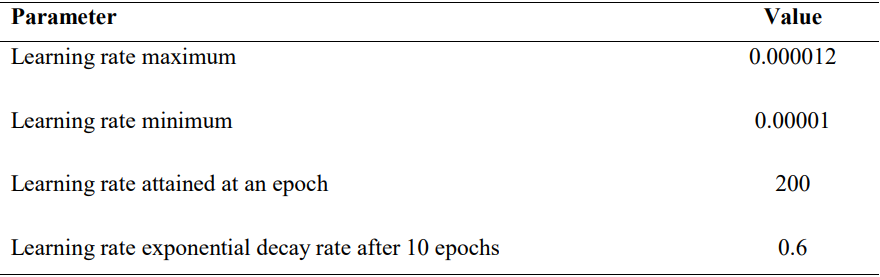 Parameter Value
Learning rate maximum 0.000012
Learning rate minimum 0.00001
Learning rate attained at an epoch 200
Learning rate exponential decay rate after 10 epochs 0.6